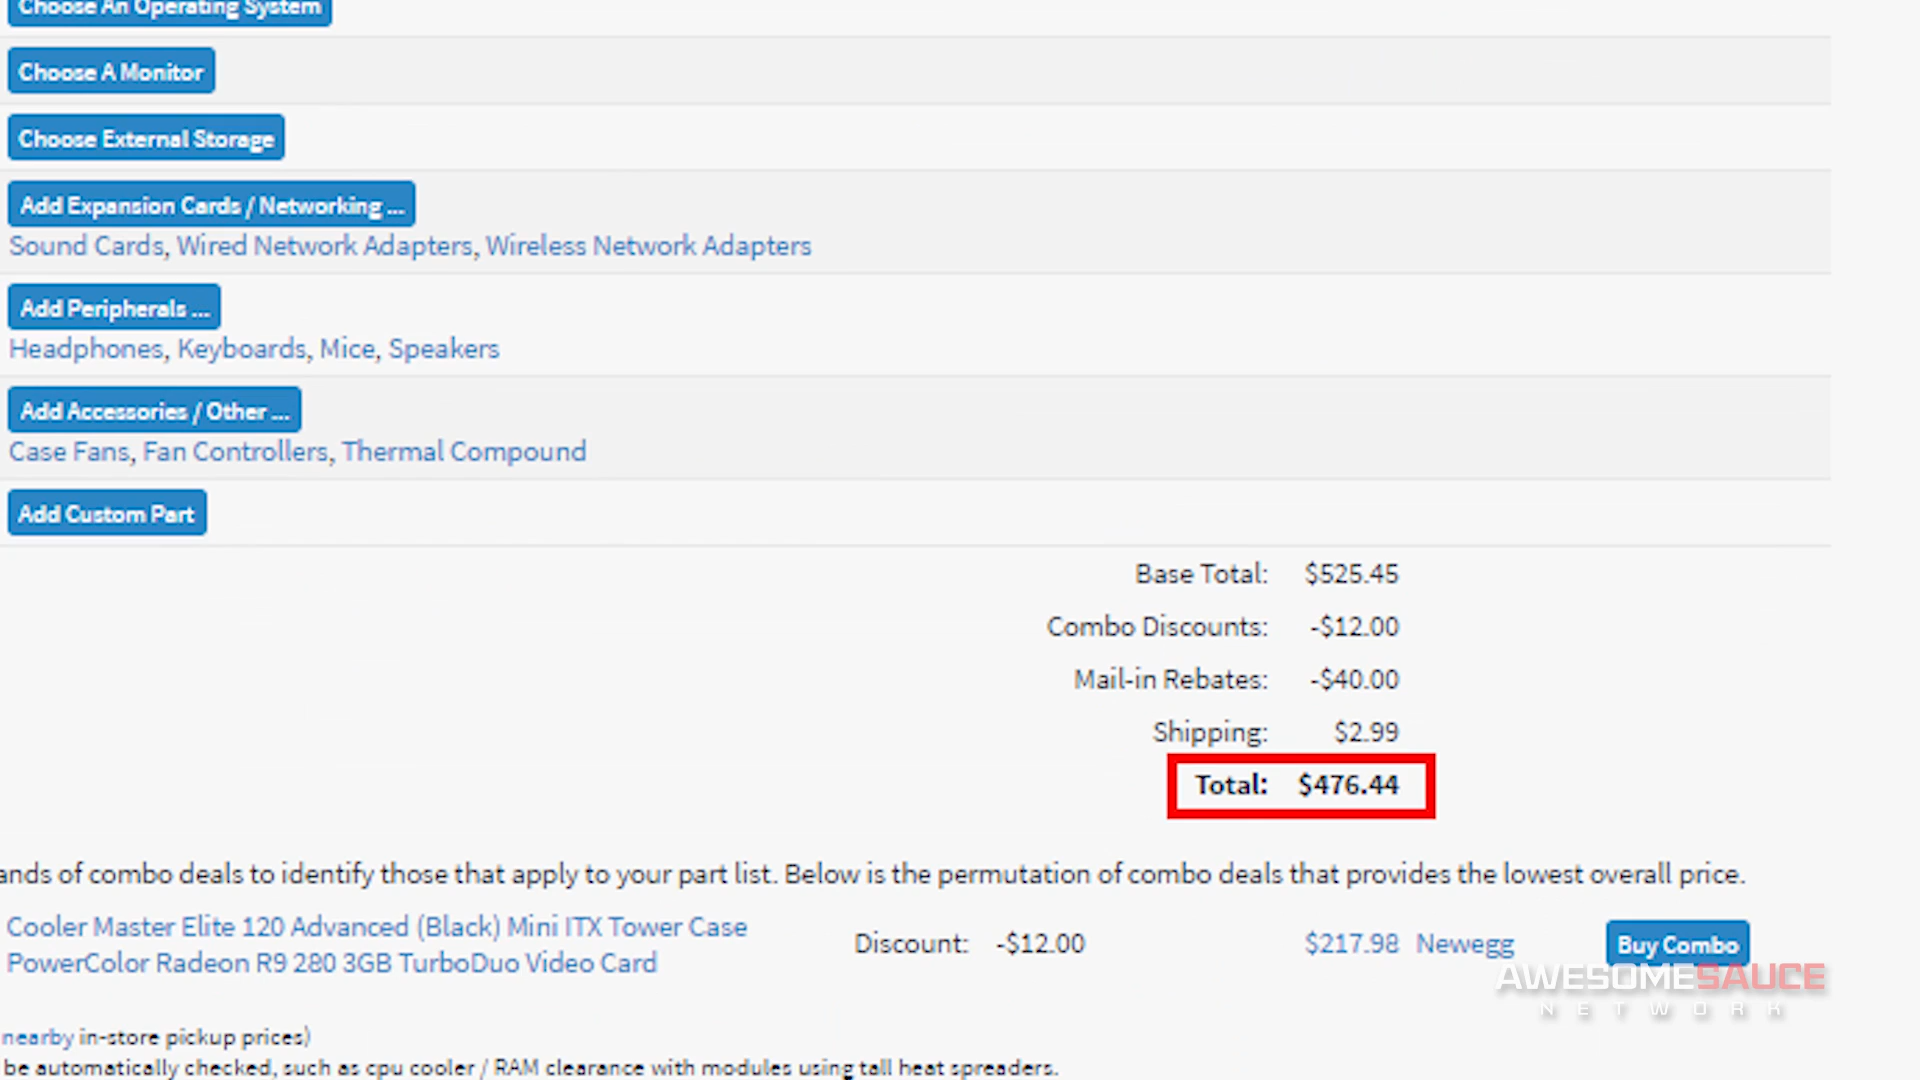 Choose An Operating System
Choose A Monitor
Choose External Storage
Add Expansion Cards / Networking ...
Sound Cards, Wired Network Adapters, Wireless Network Adapters
Add Peripherals ...
Headphones, Keyboards, Mice, Speakers
Add Accessories / Other ...
Case Fans, Fan Controllers, Thermal Compound
Add Custom Part
Base Total: $525.45
Combo Discounts: -$12.00
Mail-in Rebates: -$40.00
Shipping: $2.99
Total: $476.44
ands of combo deals to identify those that apply to your part list. Below is the permutation of combo deals that provides the lowest overall price.
Cooler Master Elite 120 Advanced (Black) Mini ITX Tower Case
PowerColor Radeon R9 280 3GB TurboDuo Video Card
Discount: -$12.00 $217.98 Newegg Buy Combo
AWESOMESAUCE
NETWORK
nearby in-store pickup prices)
be automatically checked, such as cpu cooler / RAM clearance with modules using tall heat spreaders.